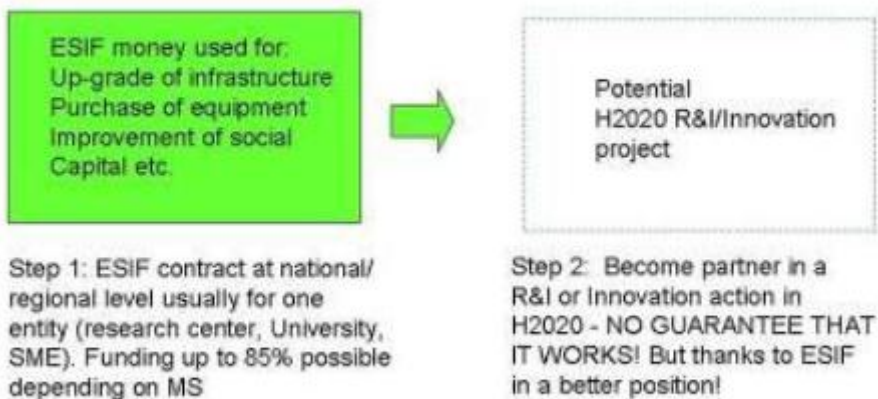 ESIF money used for:
Up-grade of infrastructure
Purchase of equipment
Improvement of social
Capital etc.
Potential
H2020 R&I/Innovation
project
Step 1: ESIF contract at national/
regional level usually for one
entity (research center, University,
SME). Funding up to 85% possible
depending on MS
Step 2: Become partner in a
R&I or Innovation action in
H2020 - NO GUARANTEE THAT
IT WORKS! But thanks to ESIF
in a better position!